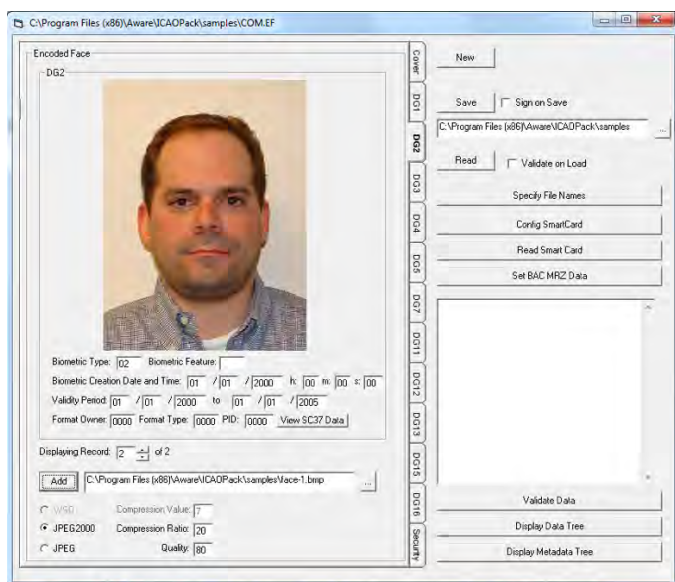 C:\Program Files (x86)\Aware\ICAOPack\samples\COM.EF
Encoded Face
DG2
Biometric Type: 02 Biometric Feature:
Biometric Creation Date and Time: 01 / 01 / 2000 h: 00 m: 00 s: 00
Validity Period: 01 / 01 / 2000 to 01 / 01 / 2005
Format Owner: 0000 Format Type: 0000 PID: 0000 View SC37 Data
Displaying Record: 2 of 2
Add C:\Program Files (x86)\Aware\ICAOPack\samples\face-1.bmp ...
WSQ Compression Value: 7
JPEG2000 Compression Ratio: 20
JPEG Quality: 80
Cover
DG1
DG2
DG3
DG4
DG5
DG7
DG11
DG12
DG13
DG15
DG16
Security
New
Save Sign on Save
C:\Program Files (x86)\Aware\ICAOPack\samples ...
Read Validate on Load
Specify File Names
Config SmartCard
Read Smart Card
Set BAC MRZ Data
Validate Data
Display Data Tree
Display Metadata Tree